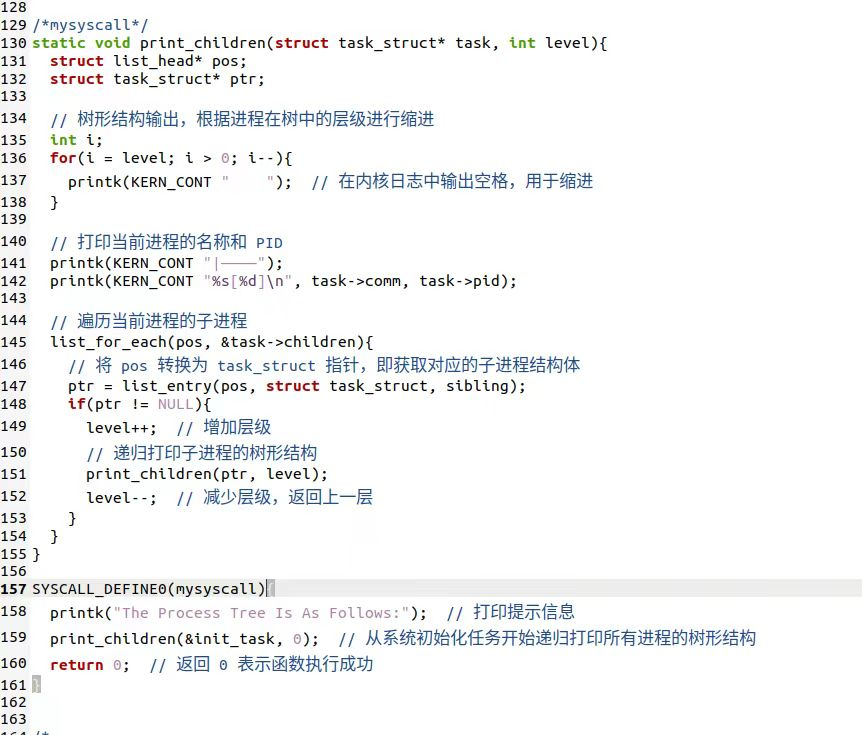 128
129 /*mysyscall*/
130 static void print_children(struct task_struct* task, int level){
131   struct list_head* pos;
132   struct task_struct* ptr;
133
134   // 树形结构输出，根据进程在树中的层级进行缩进
135   int i;
136   for(i = level; i > 0; i--){
137     printk(KERN_CONT "    ");  // 在内核日志中输出空格，用于缩进
138   }
139
140   // 打印当前进程的名称和 PID
141   printk(KERN_CONT "|————");
142   printk(KERN_CONT "%s[%d]\n", task->comm, task->pid);
143
144   // 遍历当前进程的子进程
145   list_for_each(pos, &task->children){
146     // 将 pos 转换为 task_struct 指针，即获取对应的子进程结构体
147     ptr = list_entry(pos, struct task_struct, sibling);
148     if(ptr != NULL){
149       level++;  // 增加层级
150       // 递归打印子进程的树形结构
151       print_children(ptr, level);
152       level--;  // 减少层级，返回上一层
153     }
154   }
155 }
156
157 SYSCALL_DEFINE0(mysyscall){
158   printk("The Process Tree Is As Follows:");  // 打印提示信息
159   print_children(&init_task, 0);  // 从系统初始化任务开始递归打印所有进程的树形结构
160   return 0;  // 返回 0 表示函数执行成功
161 }
162
163